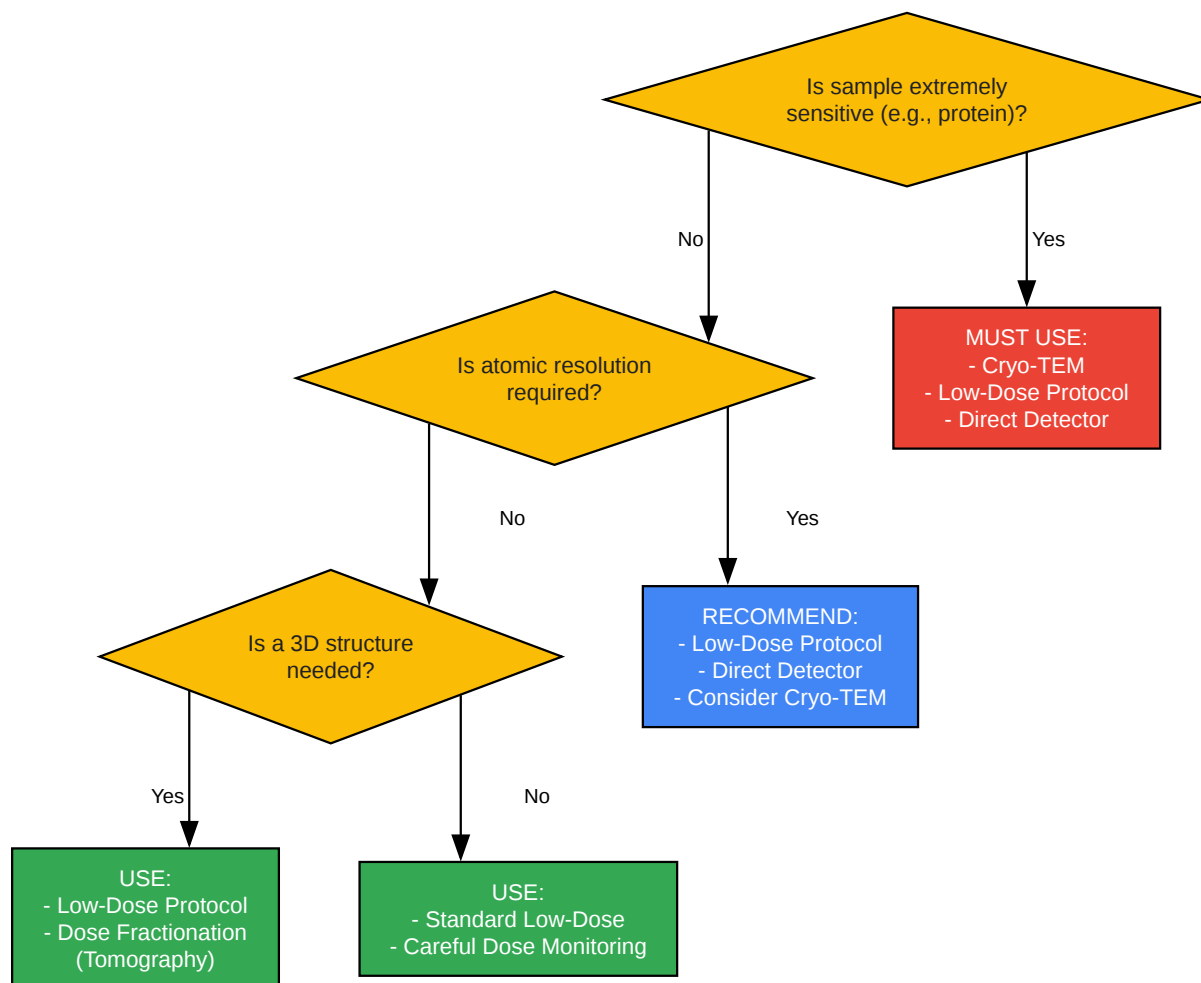 Is sample extremely
sensitive (e.g., protein)?
No
Yes
MUST USE:
- Cryo-TEM
- Low-Dose Protocol
- Direct Detector
Is atomic resolution
required?
No
Yes
RECOMMEND:
- Low-Dose Protocol
- Direct Detector
- Consider Cryo-TEM
Is a 3D structure
needed?
Yes
No
USE:
- Low-Dose Protocol
- Dose Fractionation
(Tomography)
USE:
- Standard Low-Dose
- Careful Dose Monitoring